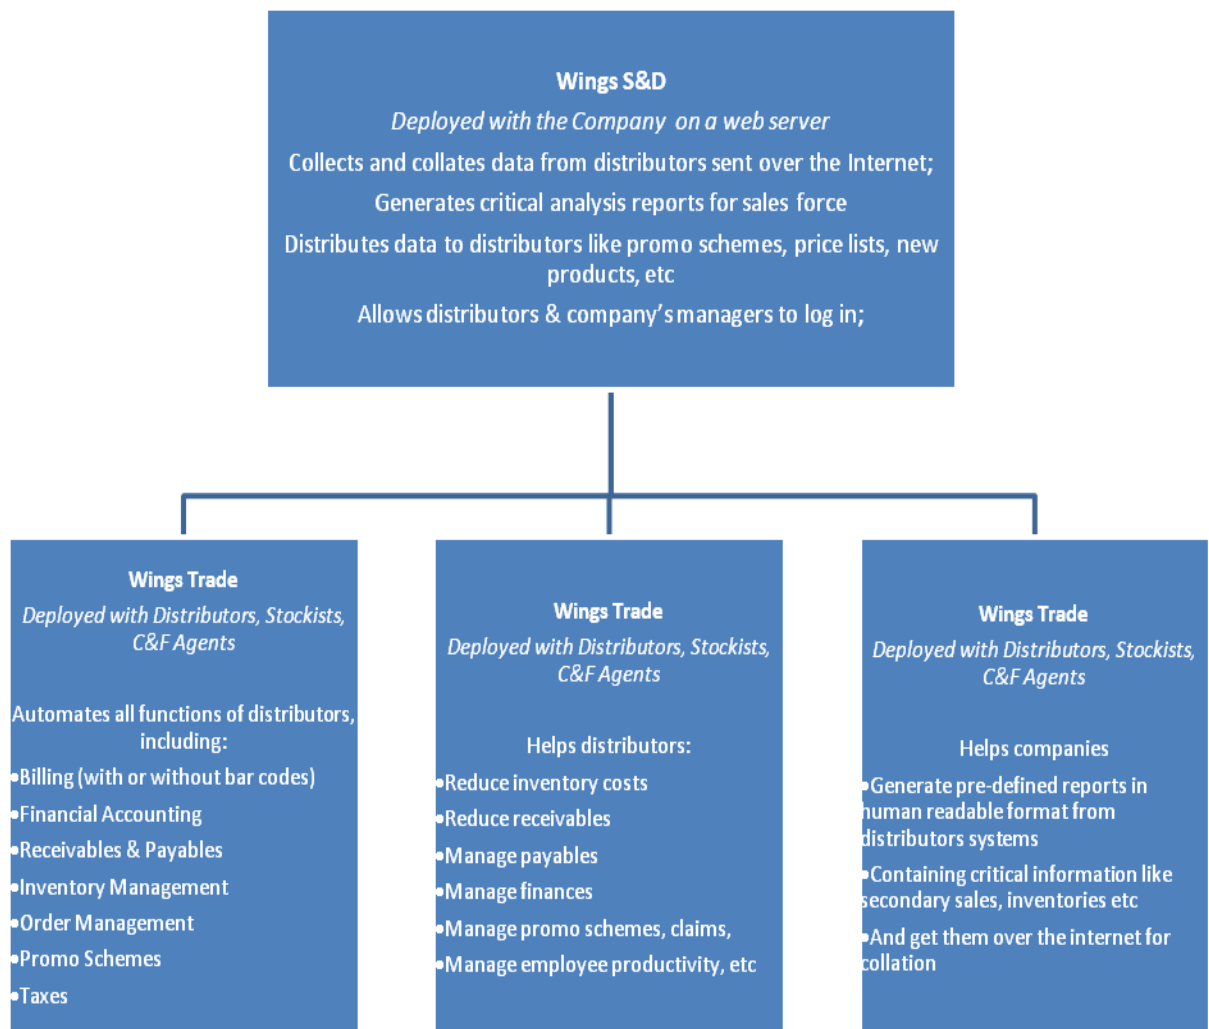 Wings S&D
Deployed with the Company on a web server
Collects and collates data from distributors sent over the Internet;
Generates critical analysis reports for sales force
Distributes data to distributors like promo schemes, price lists, new
products, etc
Allows distributors & company's managers to log in;
Wings Trade
Deployed with Distributors, Stockists,
C&F Agents
Automates all functions of distributors,
including:
•Billing (with or without bar codes)
•Financial Accounting
•Receivables & Payables
•Inventory Management
•Order Management
•Promo Schemes
•Taxes
Wings Trade
Deployed with Distributors, Stockists,
C&F Agents
Helps distributors:
•Reduce inventory costs
•Reduce receivables
•Manage payables
•Manage finances
•Manage promo schemes, claims,
•Manage employee productivity, etc
Wings Trade
Deployed with Distributors, Stockists,
C&F Agents
Helps companies
•Generate pre-defined reports in
human readable format from
distributors systems
•Containing critical information like
secondary sales, inventories etc
•And get them over the internet for
collation